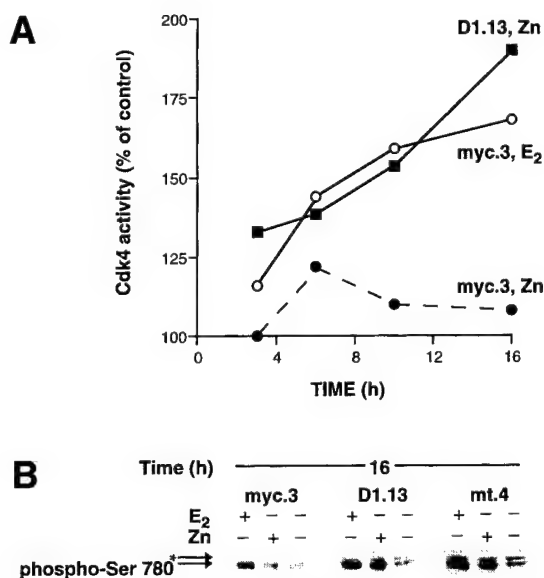 A
200
175
150
125
100
Cdk4 activity (% of control)
D1.13, Zn
myc.3, E2
myc.3, Zn
0 4 8 12 16
TIME (h)
B
Time (h) 16
myc.3 D1.13 mt.4
E2 + − − + − − + − −
Zn − + − − + − − + −
*
phospho-Ser 780